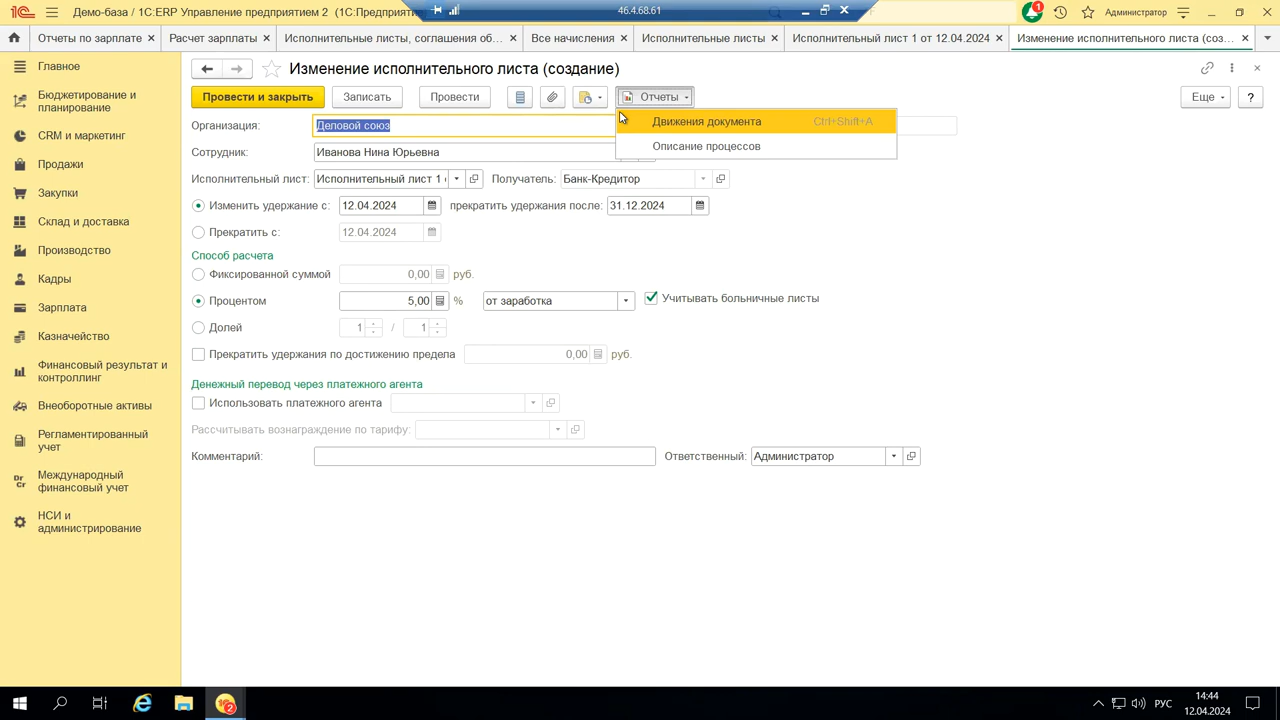 Демо-база / 1С:ERP Управление предприятием 2 (1С:Предприяти
46.4.68.61
Администратор
Отчеты по зарплате
Расчет зарплаты
Исполнительные листы, соглашения об...
Все начисления
Исполнительные листы
Исполнительный лист 1 от 12.04.2024
Изменение исполнительного листа (соз...
Главное
Бюджетирование и планирование
CRM и маркетинг
Продажи
Закупки
Склад и доставка
Производство
Кадры
Зарплата
Казначейство
Финансовый результат и контроллинг
Внеоборотные активы
Регламентированный учет
Международный финансовый учет
НСИ и администрирование
Изменение исполнительного листа (создание)
Провести и закрыть
Записать
Провести
Отчеты
Еще
?
Движения документа Ctrl+Shift+A
Описание процессов
Организация: Деловой союз
Сотрудник: Иванова Нина Юрьевна
Исполнительный лист: Исполнительный лист 1 Получатель: Банк-Кредитор
Изменить удержание с: 12.04.2024 прекратить удержания после: 31.12.2024
Прекратить с: 12.04.2024
Способ расчета
Фиксированной суммой 0,00 руб.
Процентом 5,00 % от заработка Учитывать больничные листы
Долей 1 / 1
Прекратить удержания по достижению предела 0,00 руб.
Денежный перевод через платежного агента
Использовать платежного агента
Рассчитывать вознаграждение по тарифу:
Комментарий: Ответственный: Администратор
РУС
14:44
12.04.2024